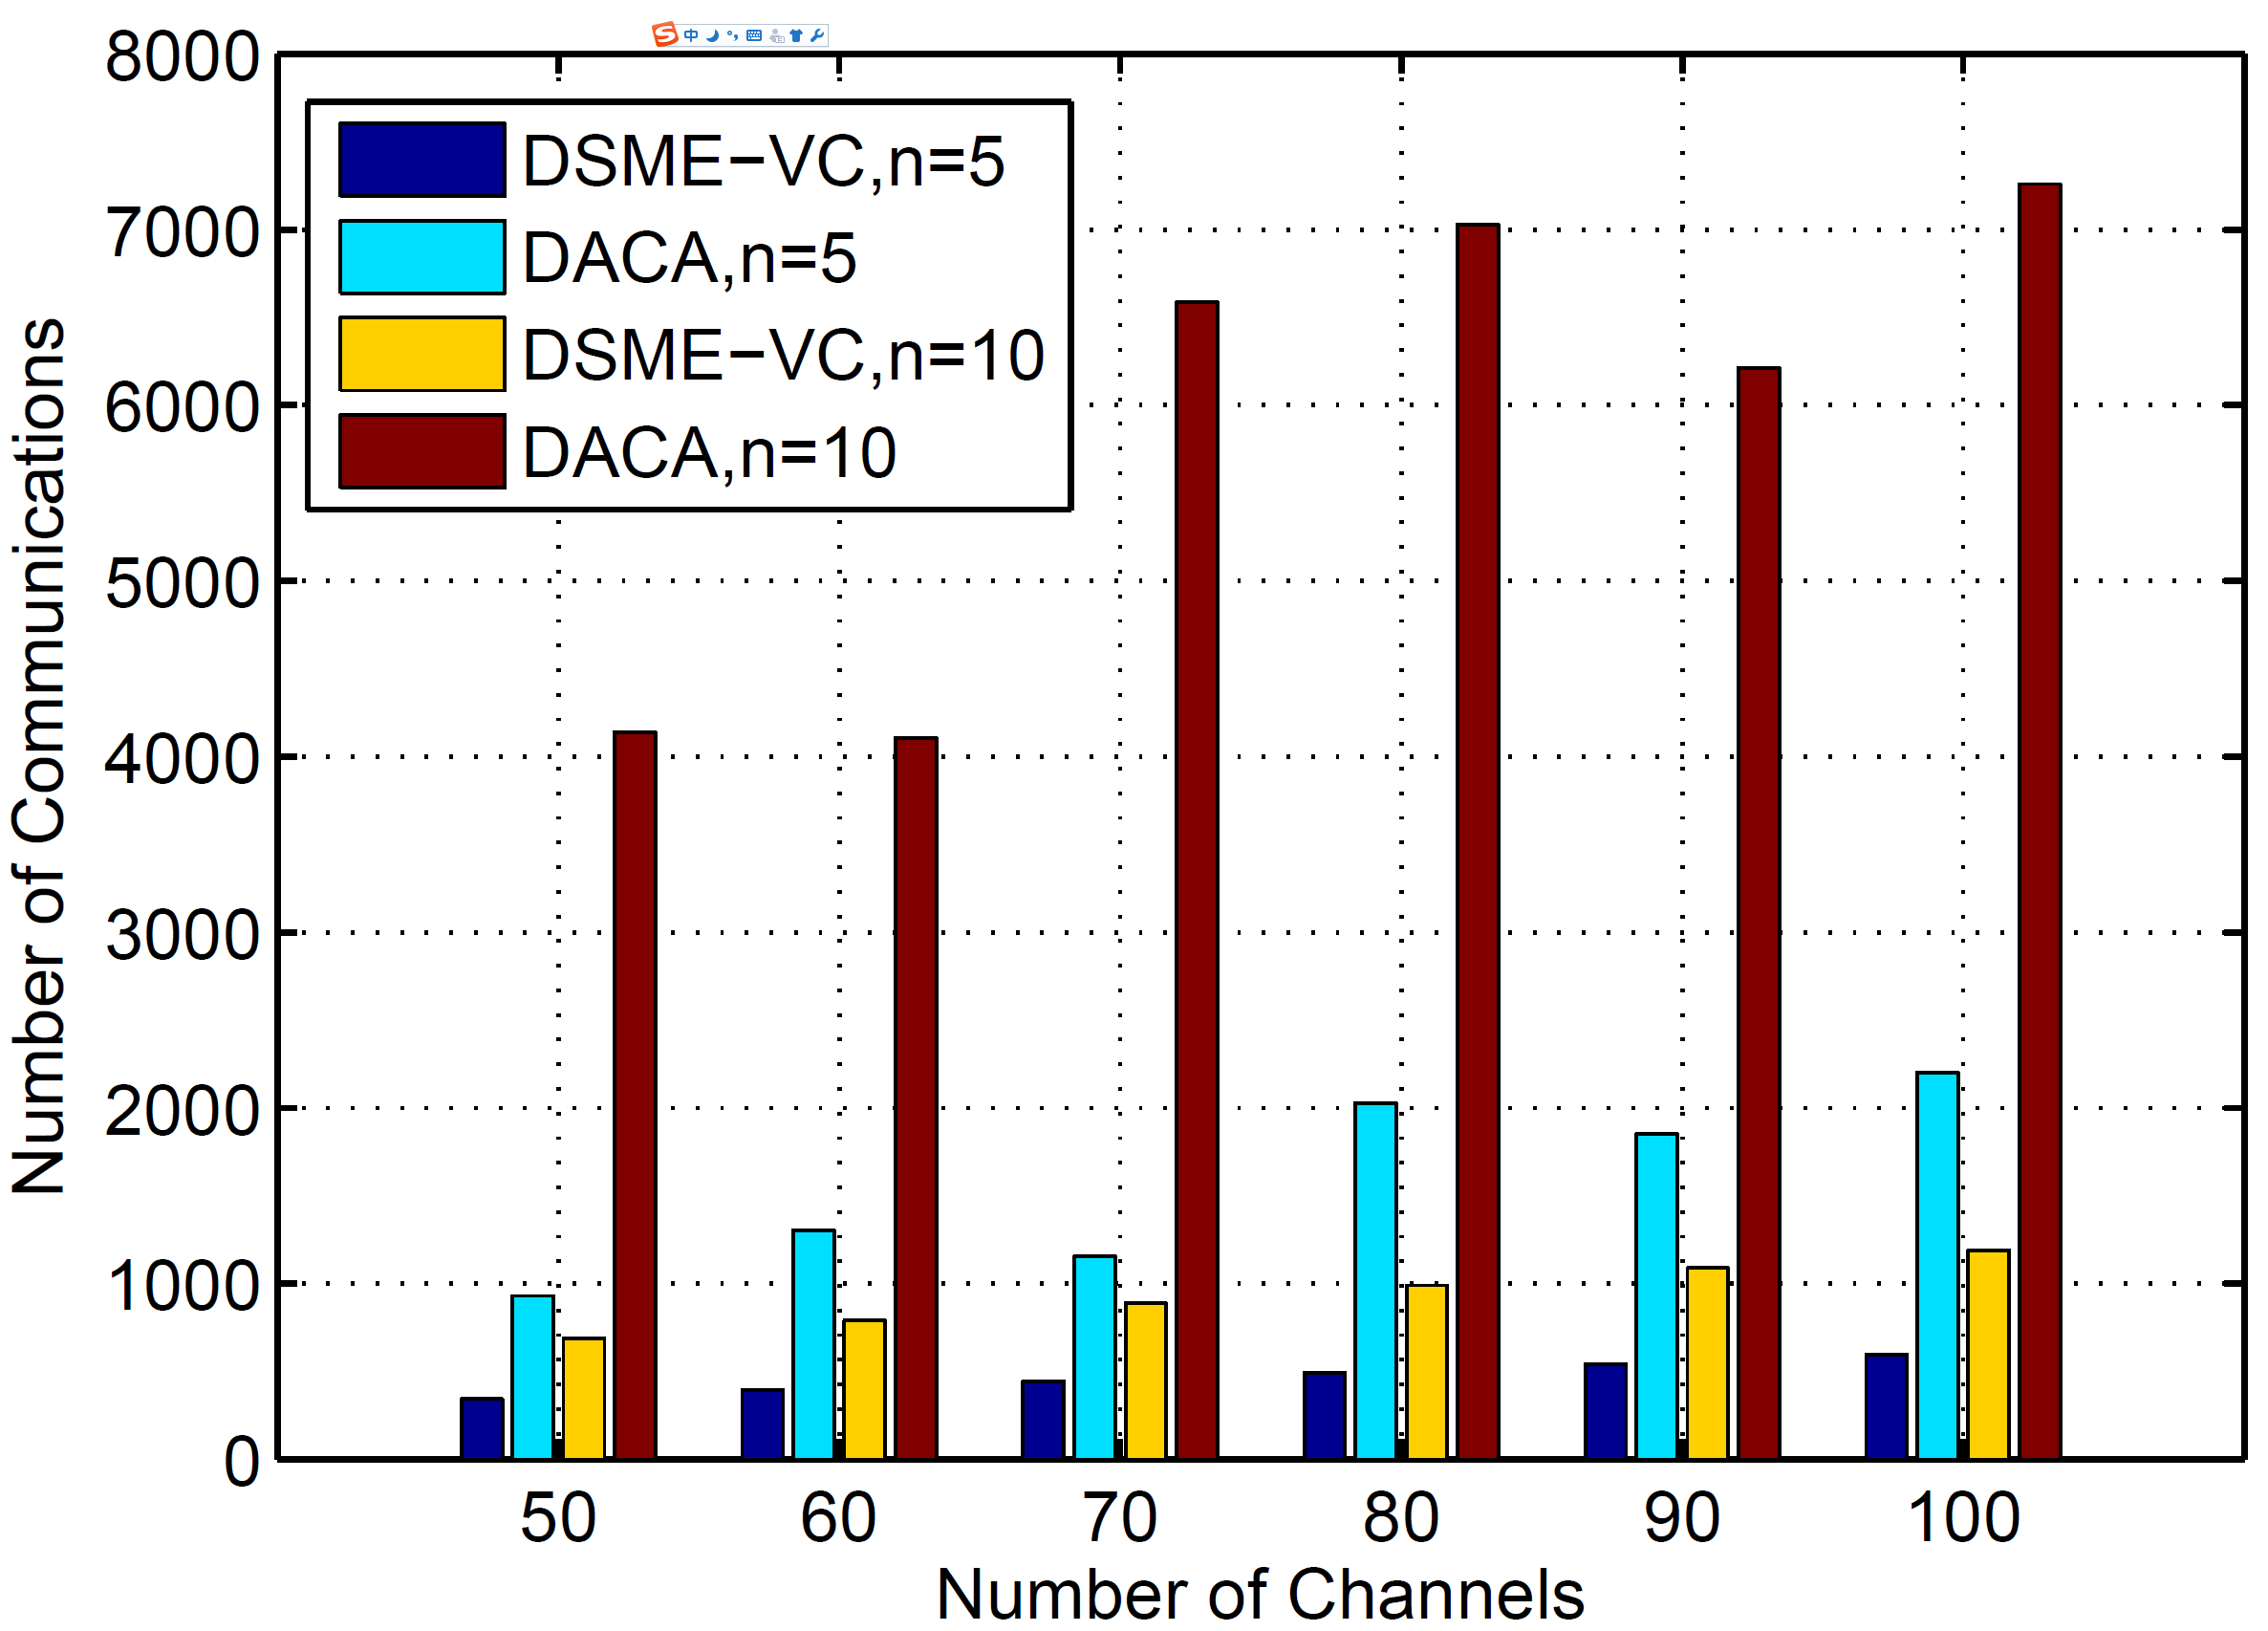 中
8000
7000
6000
5000
4000
3000
2000
1000
0
Number of Communications
DSME−VC,n=5
DACA,n=5
DSME−VC,n=10
DACA,n=10
50 60 70 80 90 100
Number of Channels